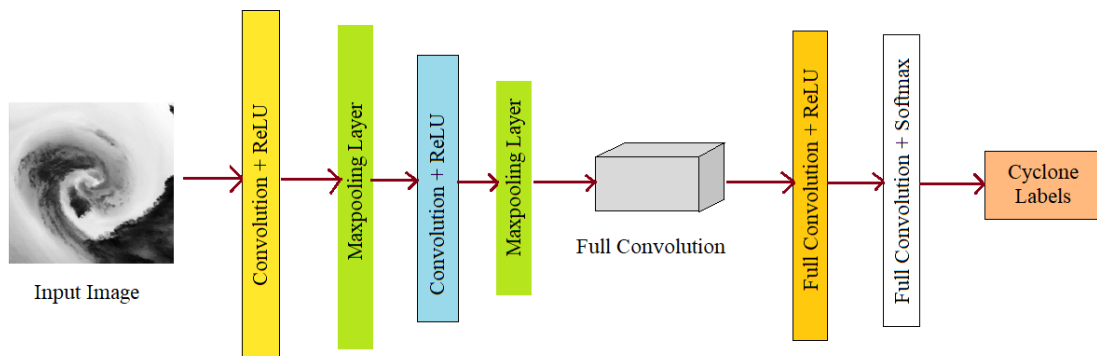 Input Image
Convolution + ReLU
Maxpooling Layer
Convolution + ReLU
Maxpooling Layer
Full Convolution
Full Convolution + ReLU
Full Convolution + Softmax
Cyclone
Labels